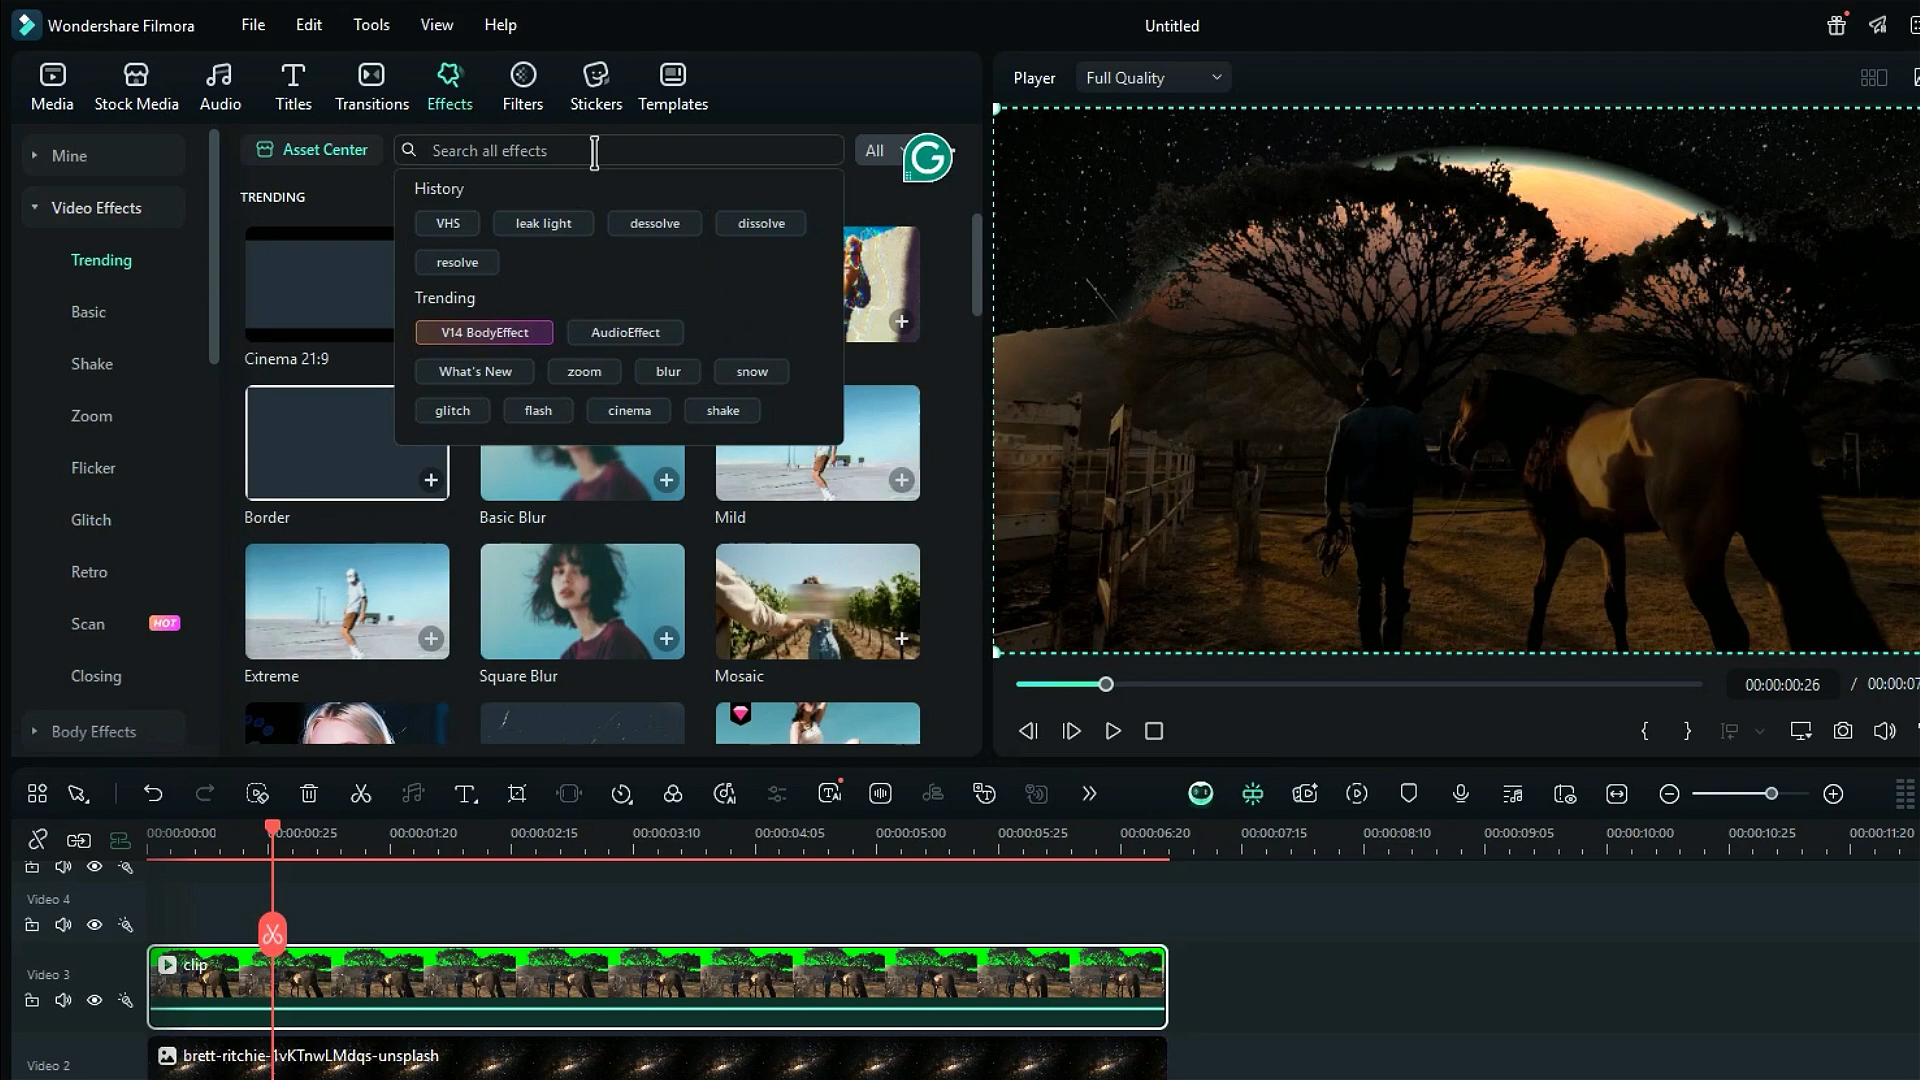 Wondershare Filmora File Edit Tools View Help Untitled
Media Stock Media Audio Titles Transitions Effects Filters Stickers Templates
Player Full Quality
Mine
Video Effects
Trending
Basic
Shake
Zoom
Flicker
Glitch
Retro
Scan HOT
Closing
Body Effects
Asset Center Search all effects All
TRENDING
History
VHS leak light dessolve dissolve
resolve
Trending
V14 BodyEffect AudioEffect
What's New zoom blur snow
glitch flash cinema shake
Cinema 21:9
Border Basic Blur Mild
Extreme Square Blur Mosaic
00:00:00:26 / 00:00:07
00:00:00:00 00:00:00:25 00:00:01:20 00:00:02:15 00:00:03:10 00:00:04:05 00:00:05:00 00:00:05:25 00:00:06:20 00:00:07:15 00:00:08:10 00:00:09:05 00:00:10:00 00:00:10:25 00:00:11:20
Video 4
clip
Video 3
brett-ritchie-1vKTnwLMdqs-unsplash
Video 2